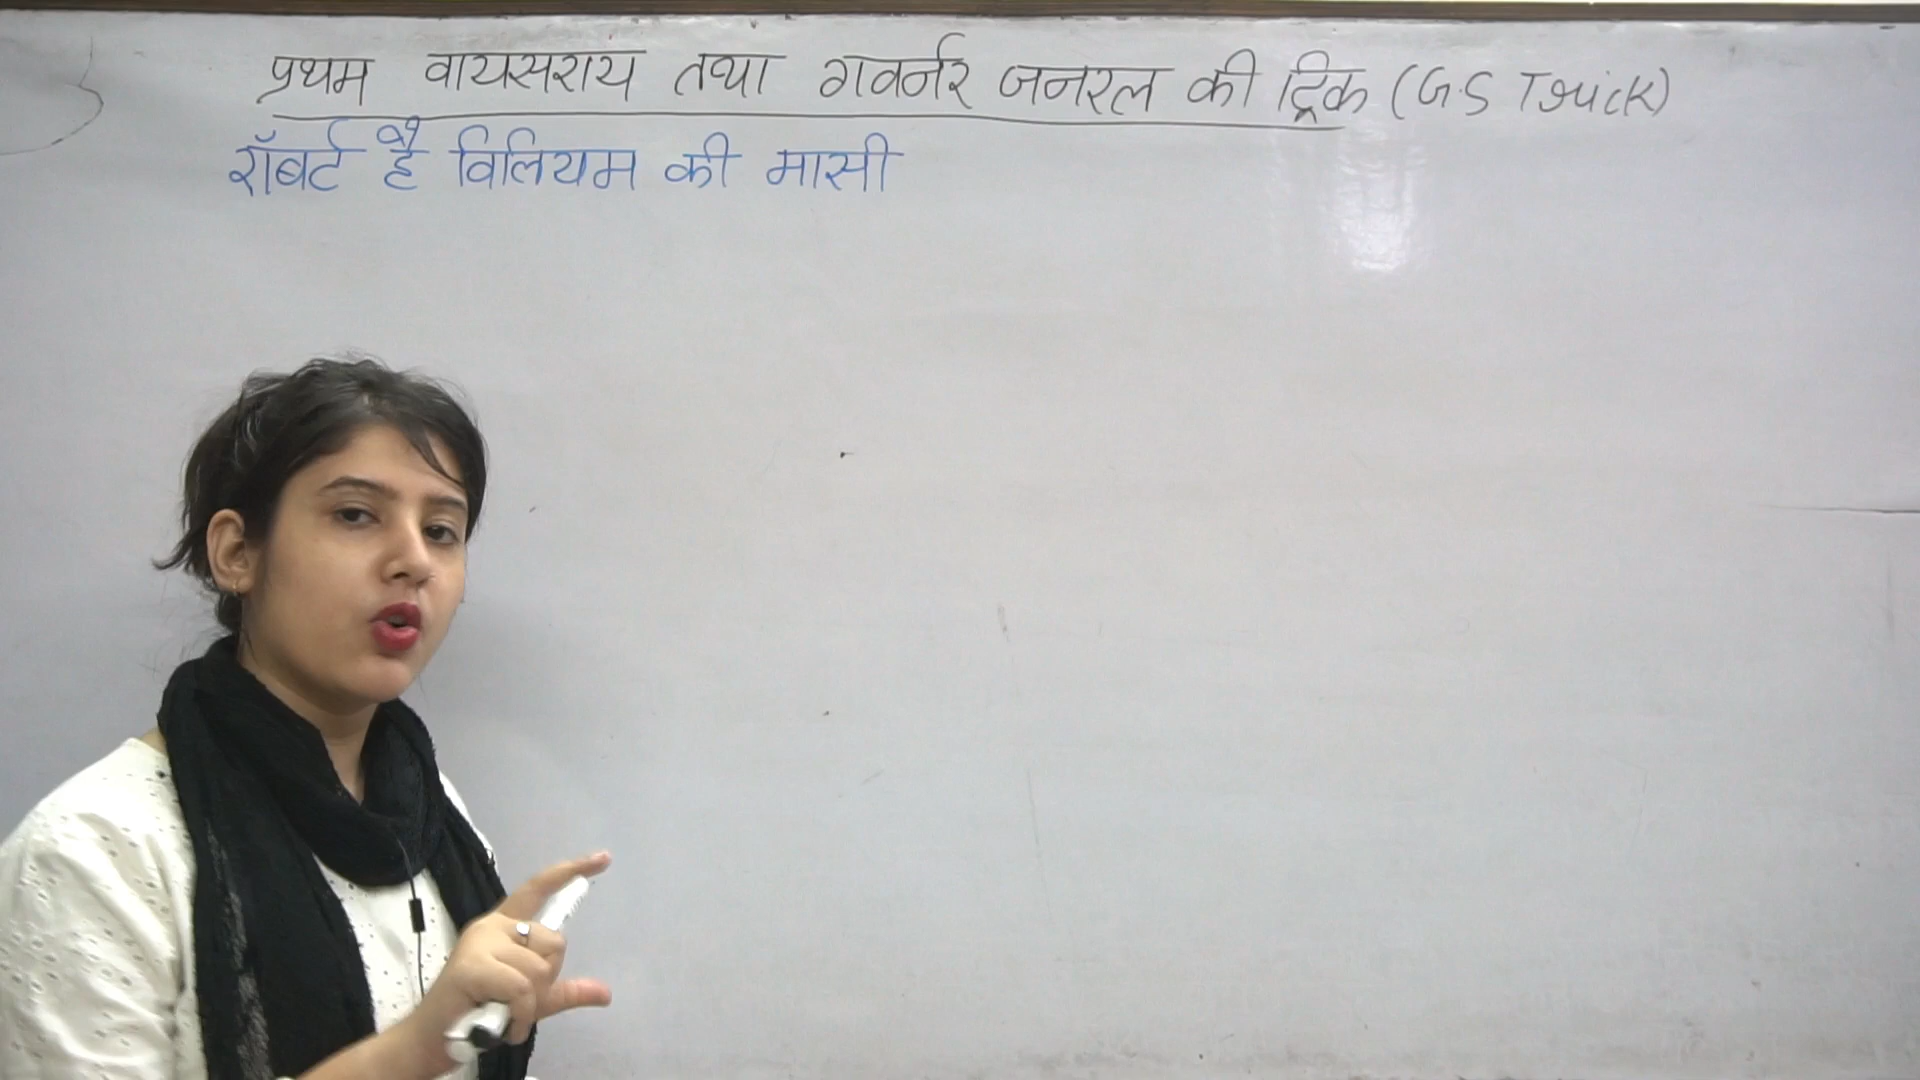 प्रथम वायसराय तथा गवर्नर जनरल की ट्रिक (G.S Trick)
रॉबर्ट है विलियम की मासी